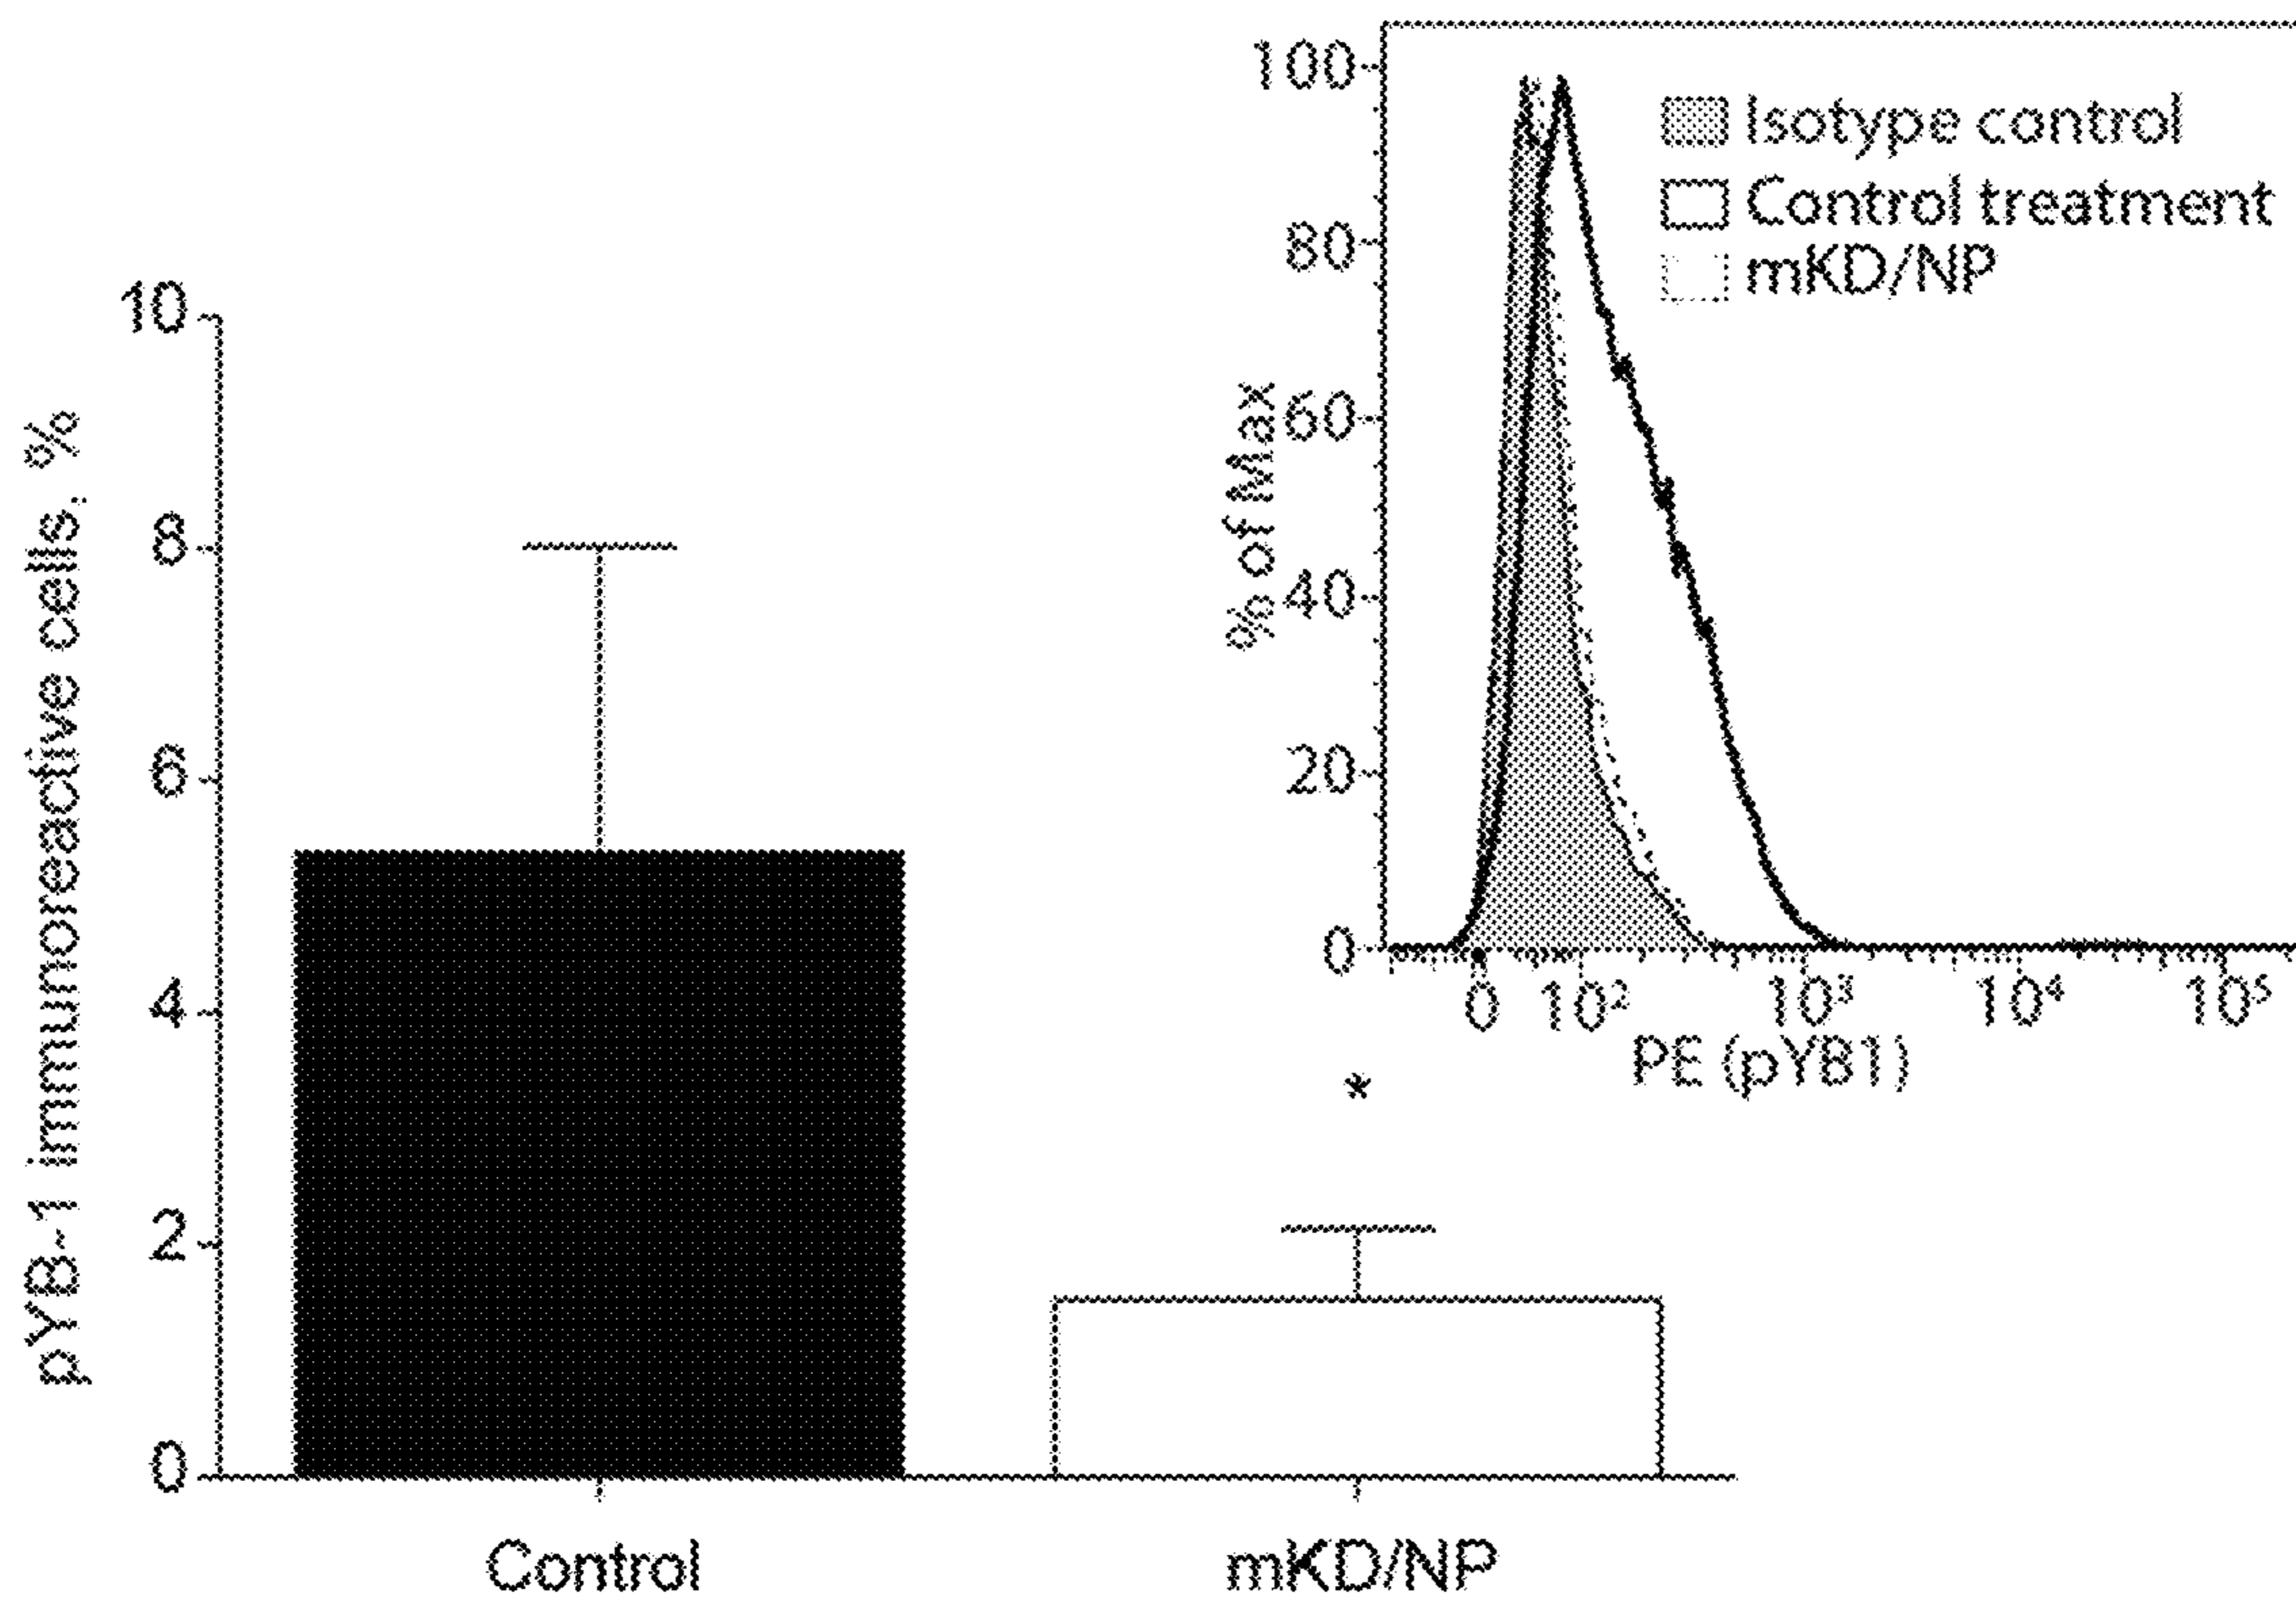 pYB-1 immunoreactive cells, %
10
8
6
4
2
0
Control
mKD/NP
*
% of Max
100
80
60
40
20
0
Isotype control
Control treatment
mKD/NP
0 10² 10³ 10⁴ 10⁵
PE (pYB1)